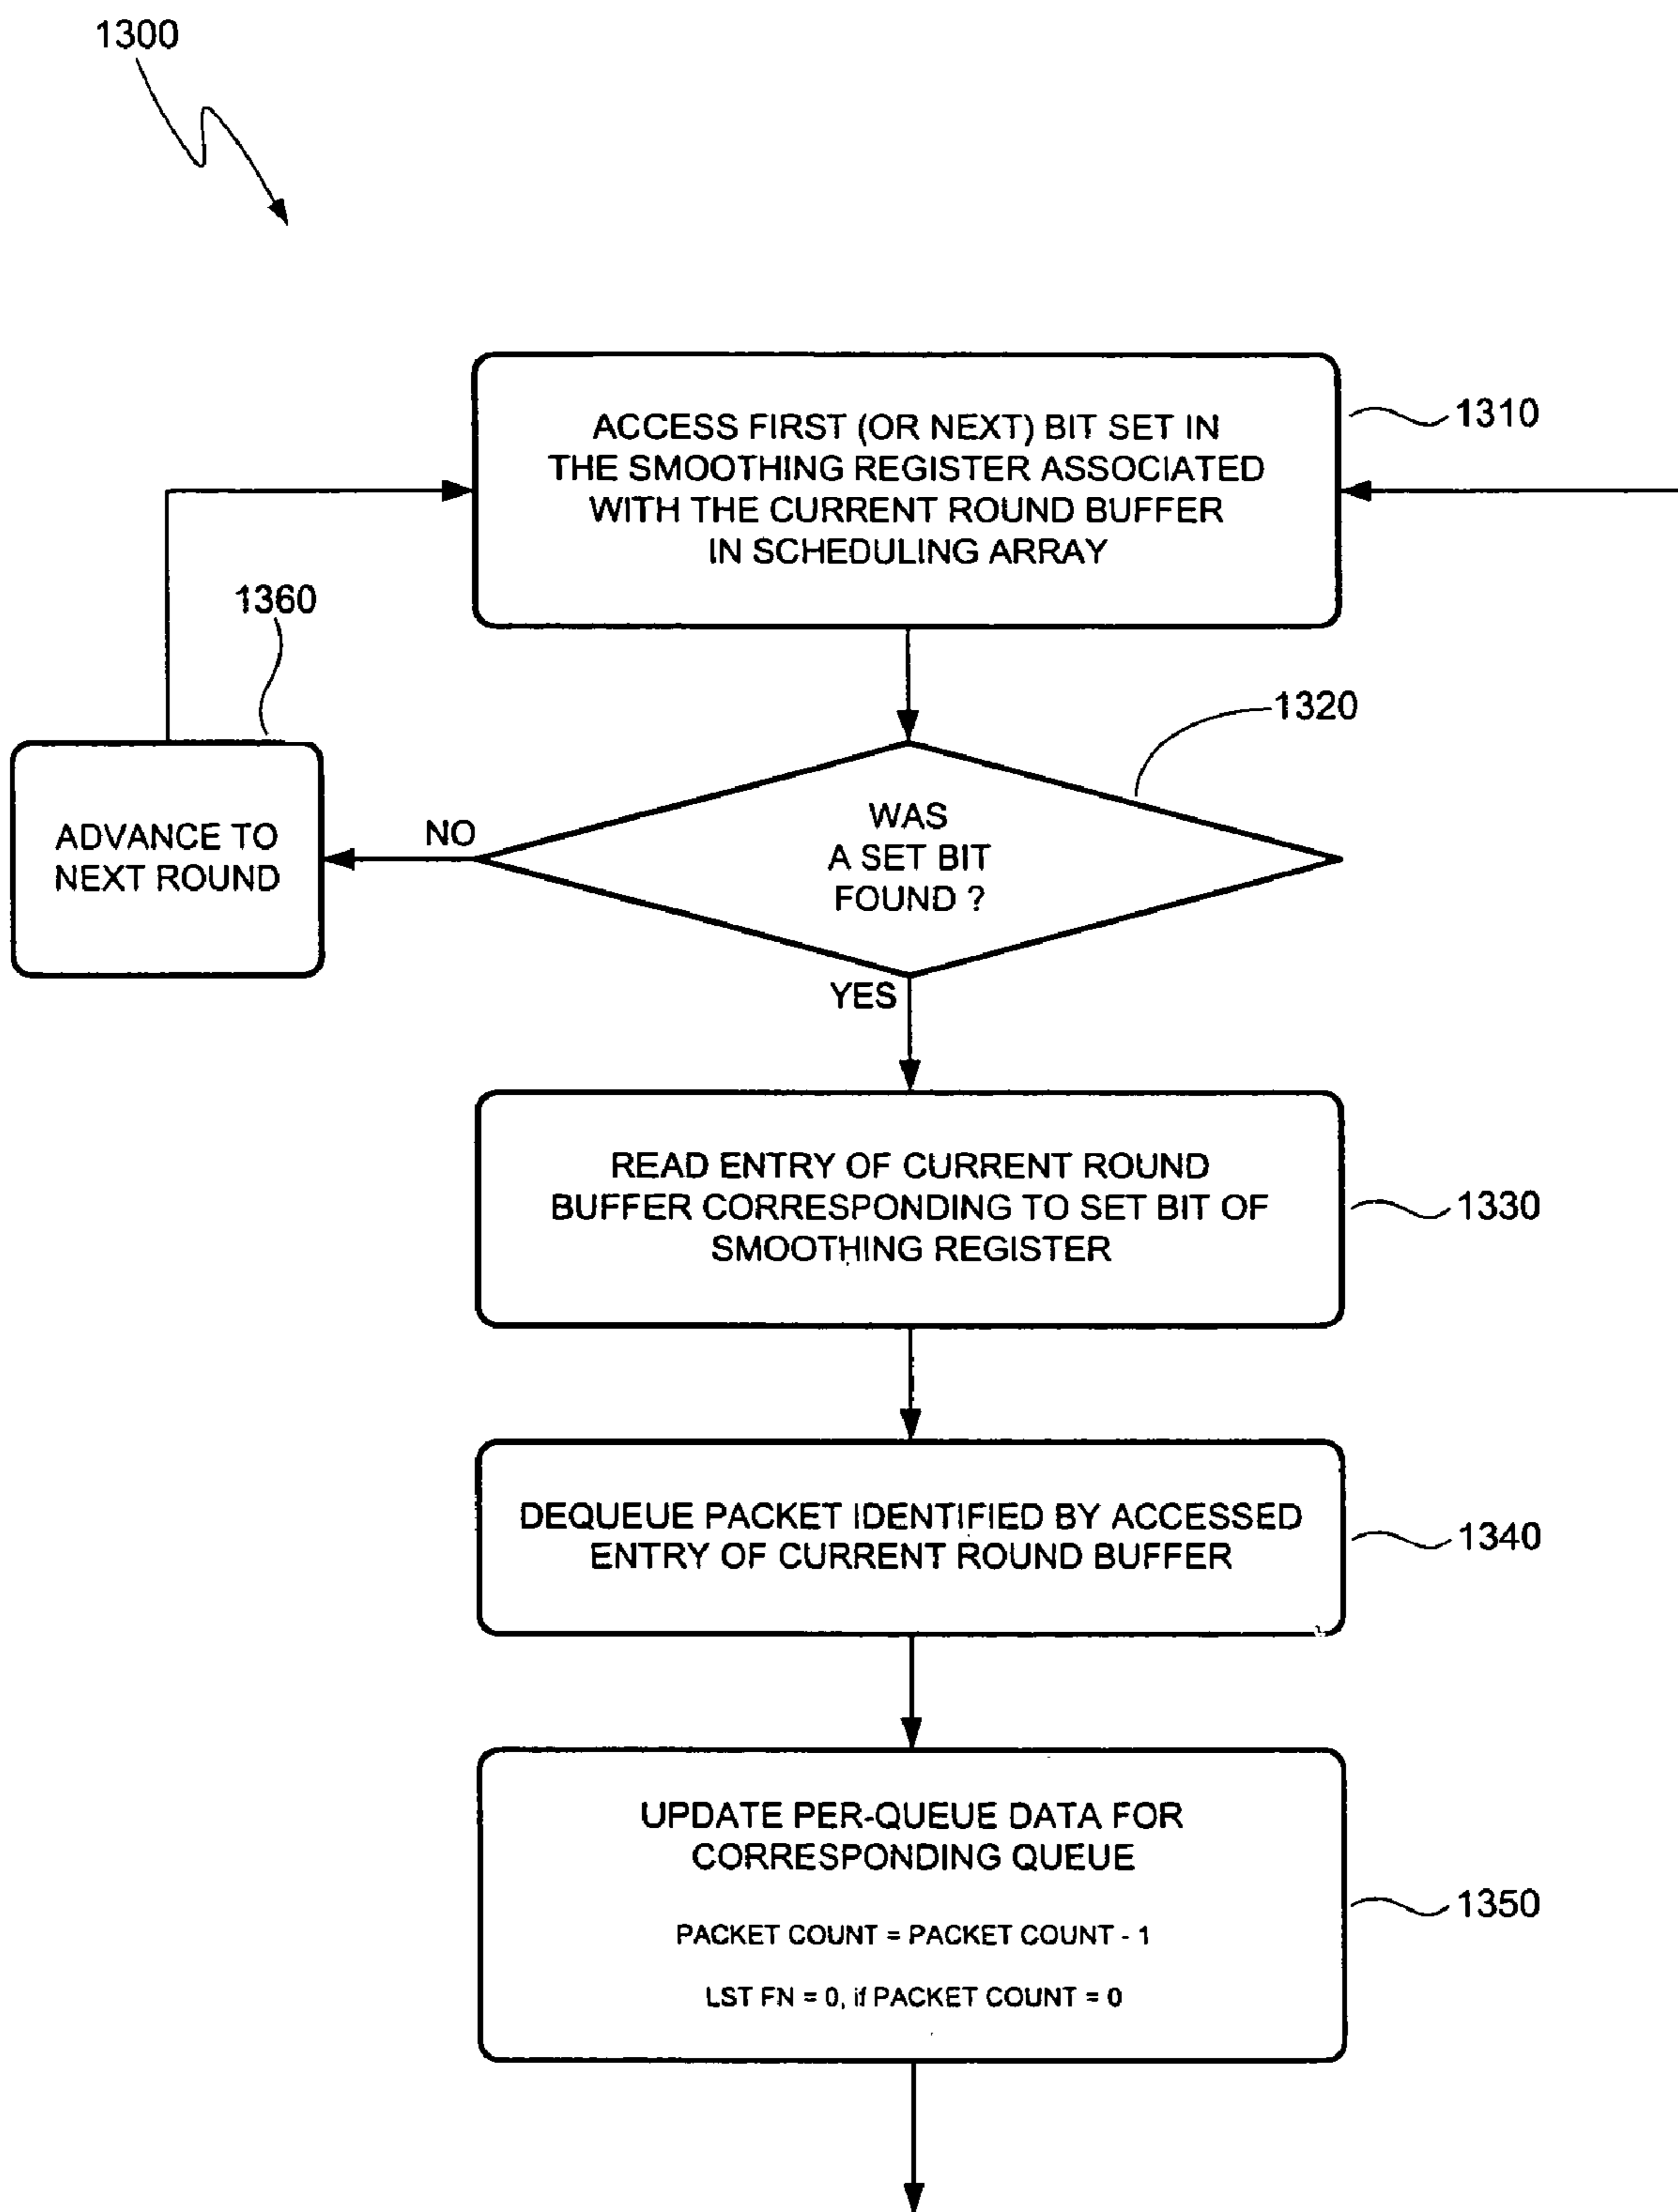 1300
ACCESS FIRST (OR NEXT) BIT SET IN
THE SMOOTHING REGISTER ASSOCIATED
WITH THE CURRENT ROUND BUFFER
IN SCHEDULING ARRAY
1310
1360
1320
ADVANCE TO
NEXT ROUND
NO
WAS
A SET BIT
FOUND ?
YES
READ ENTRY OF CURRENT ROUND
BUFFER CORRESPONDING TO SET BIT OF
SMOOTHING REGISTER
1330
DEQUEUE PACKET IDENTIFIED BY ACCESSED
ENTRY OF CURRENT ROUND BUFFER
1340
UPDATE PER-QUEUE DATA FOR
CORRESPONDING QUEUE
PACKET COUNT = PACKET COUNT - 1
LST FN = 0, if PACKET COUNT = 0
1350